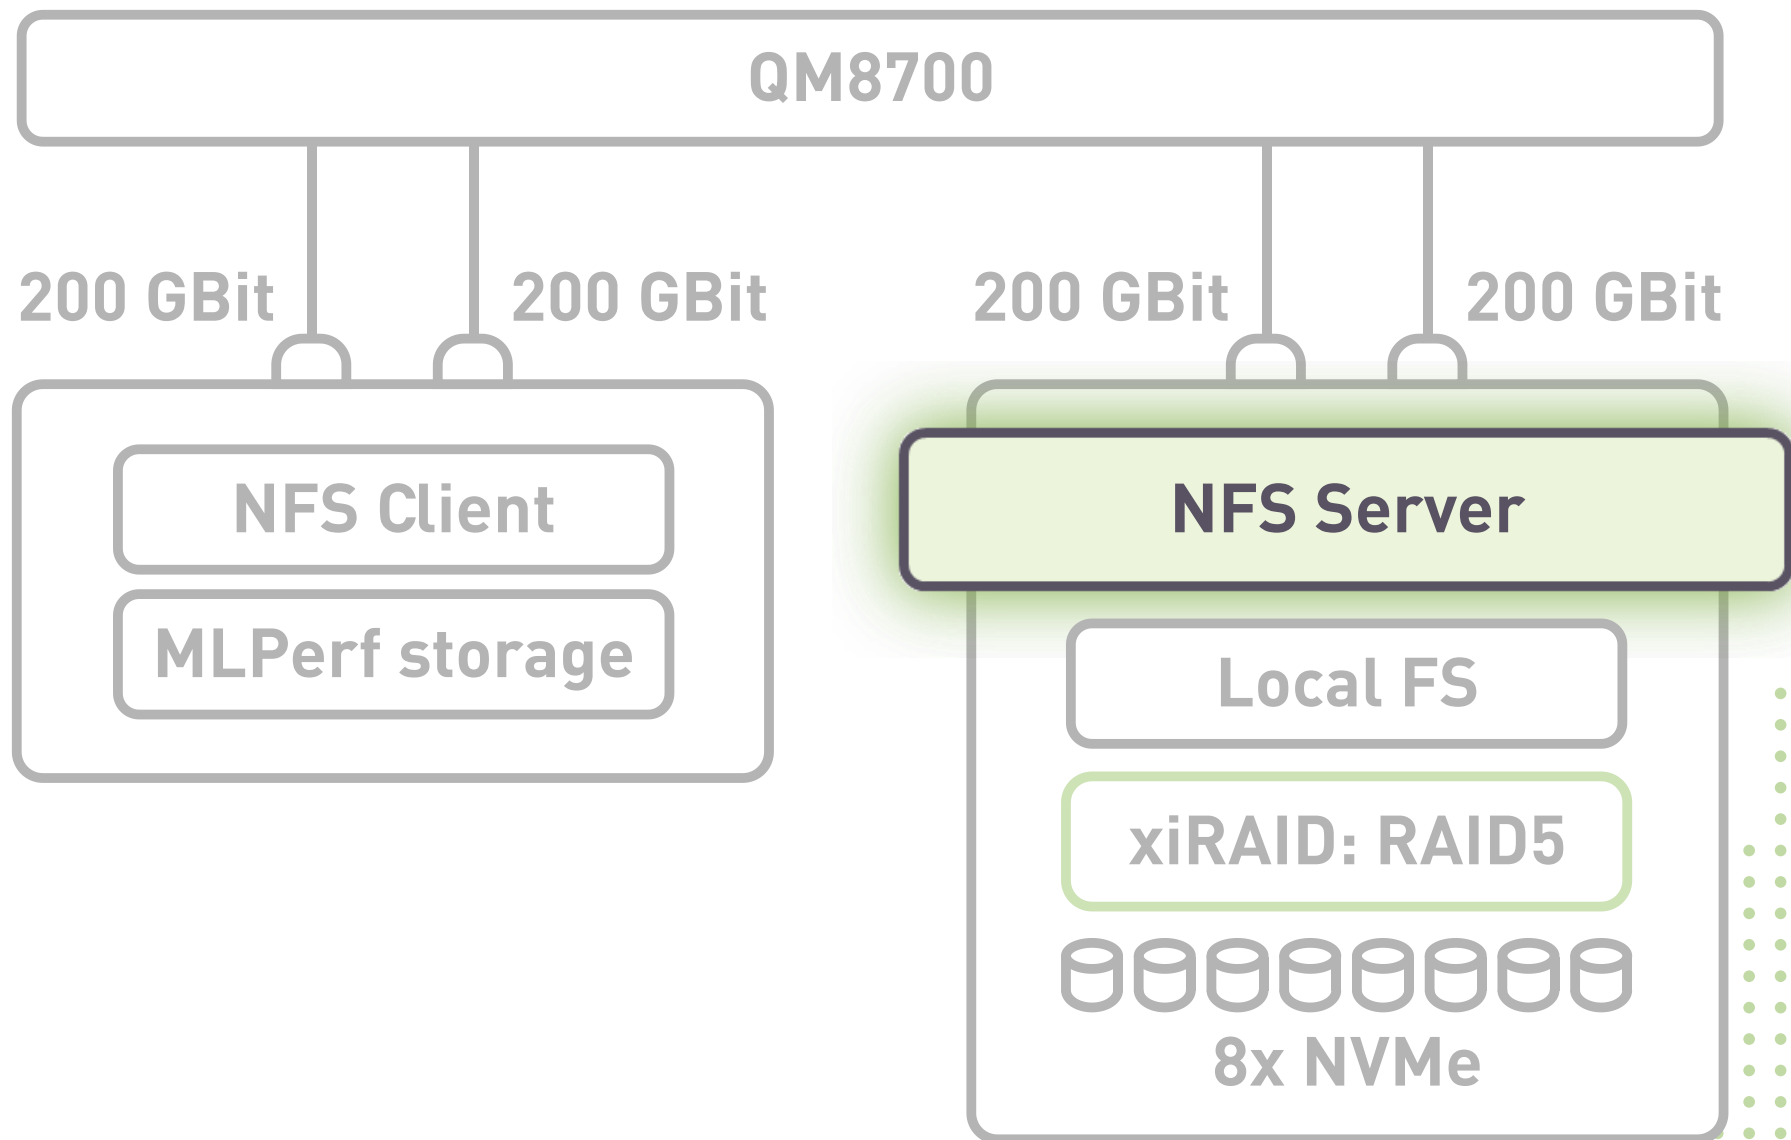 QM8700
200 GBit
200 GBit
200 GBit
200 GBit
NFS Client
MLPerf storage
NFS Server
Local FS
xiRAID: RAID5
8x NVMe